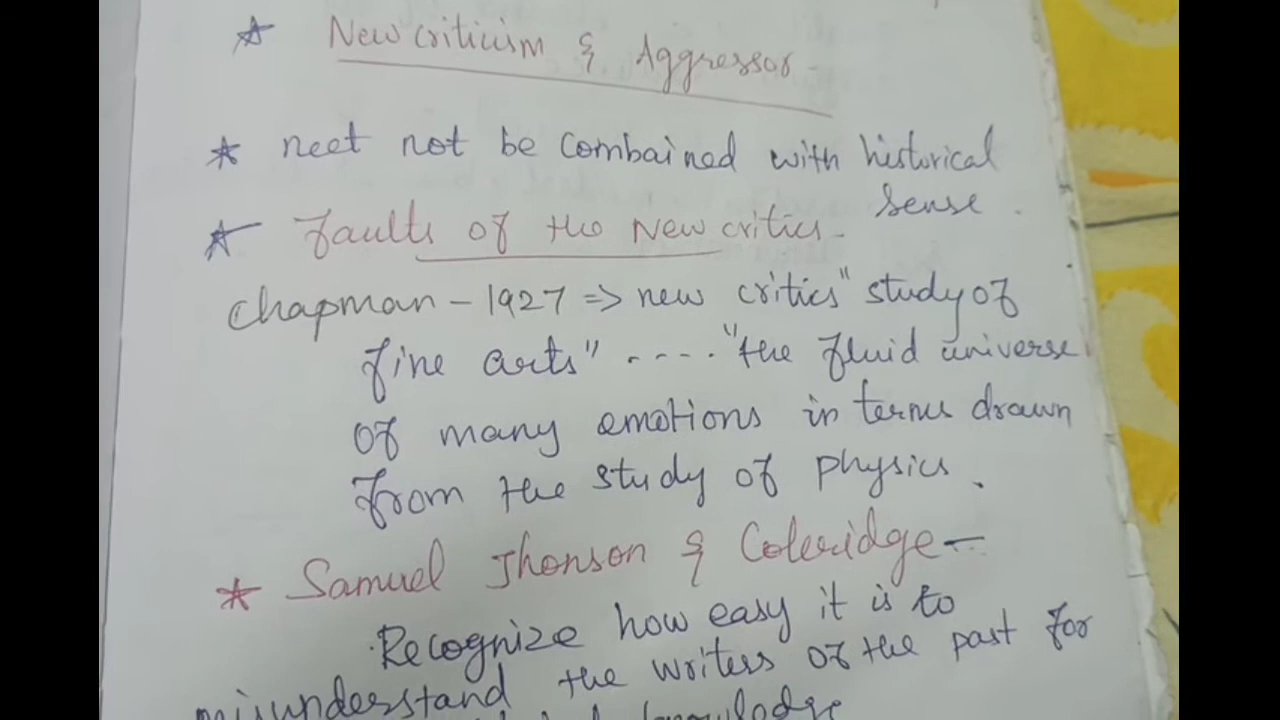 ☆ New criticism & Aggressor -
☆ neet not be Combained with historical
sense .
☆ Faults of the New critics -
Chapman - 1927 => new critics "study of
fine arts" ..... "the fluid universe
of many emotions in terms drawn
from the study of physics .
☆ Samuel Jhonson & Coleridge -
Recognize how easy it is to
misunderstand the writers of the past for
knowledge